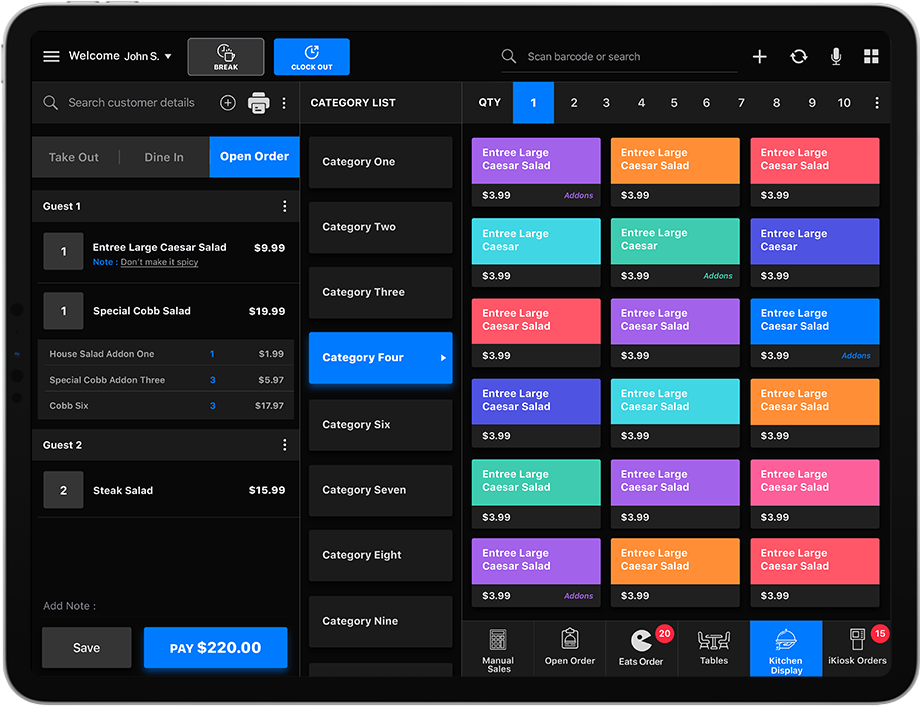 Welcome John S.
BREAK
CLOCK OUT
Scan barcode or search
Search customer details
CATEGORY LIST
QTY 1 2 3 4 5 6 7 8 9 10
Take Out
Dine In
Open Order
Guest 1
1 Entree Large Caesar Salad $9.99
Note : Don't make it spicy
1 Special Cobb Salad $19.99
House Salad Addon One 1 $1.99
Special Cobb Addon Three 3 $5.97
Cobb Six 3 $17.97
Guest 2
2 Steak Salad $15.99
Add Note :
Save
PAY $220.00
Category One
Category Two
Category Three
Category Four
Category Six
Category Seven
Category Eight
Category Nine
Entree Large
Caesar Salad
$3.99 Addons
Entree Large
Caesar Salad
$3.99
Entree Large
Caesar Salad
$3.99
Entree Large
Caesar
$3.99
Entree Large
Caesar
$3.99 Addons
Entree Large
Caesar
$3.99
Entree Large
Caesar Salad
$3.99
Entree Large
Caesar Salad
$3.99
Entree Large
Caesar Salad
$3.99 Addons
Entree Large
Caesar Salad
$3.99
Entree Large
Caesar Salad
$3.99
Entree Large
Caesar Salad
$3.99
Entree Large
Caesar Salad
$3.99
Entree Large
Caesar Salad
$3.99
Entree Large
Caesar Salad
$3.99
Entree Large
Caesar Salad
$3.99 Addons
Entree Large
Caesar Salad
$3.99
Entree Large
Caesar Salad
$3.99
Manual
Sales
Open Order
20
Eats Order
Tables
Kitchen
Display
15
iKiosk Orders